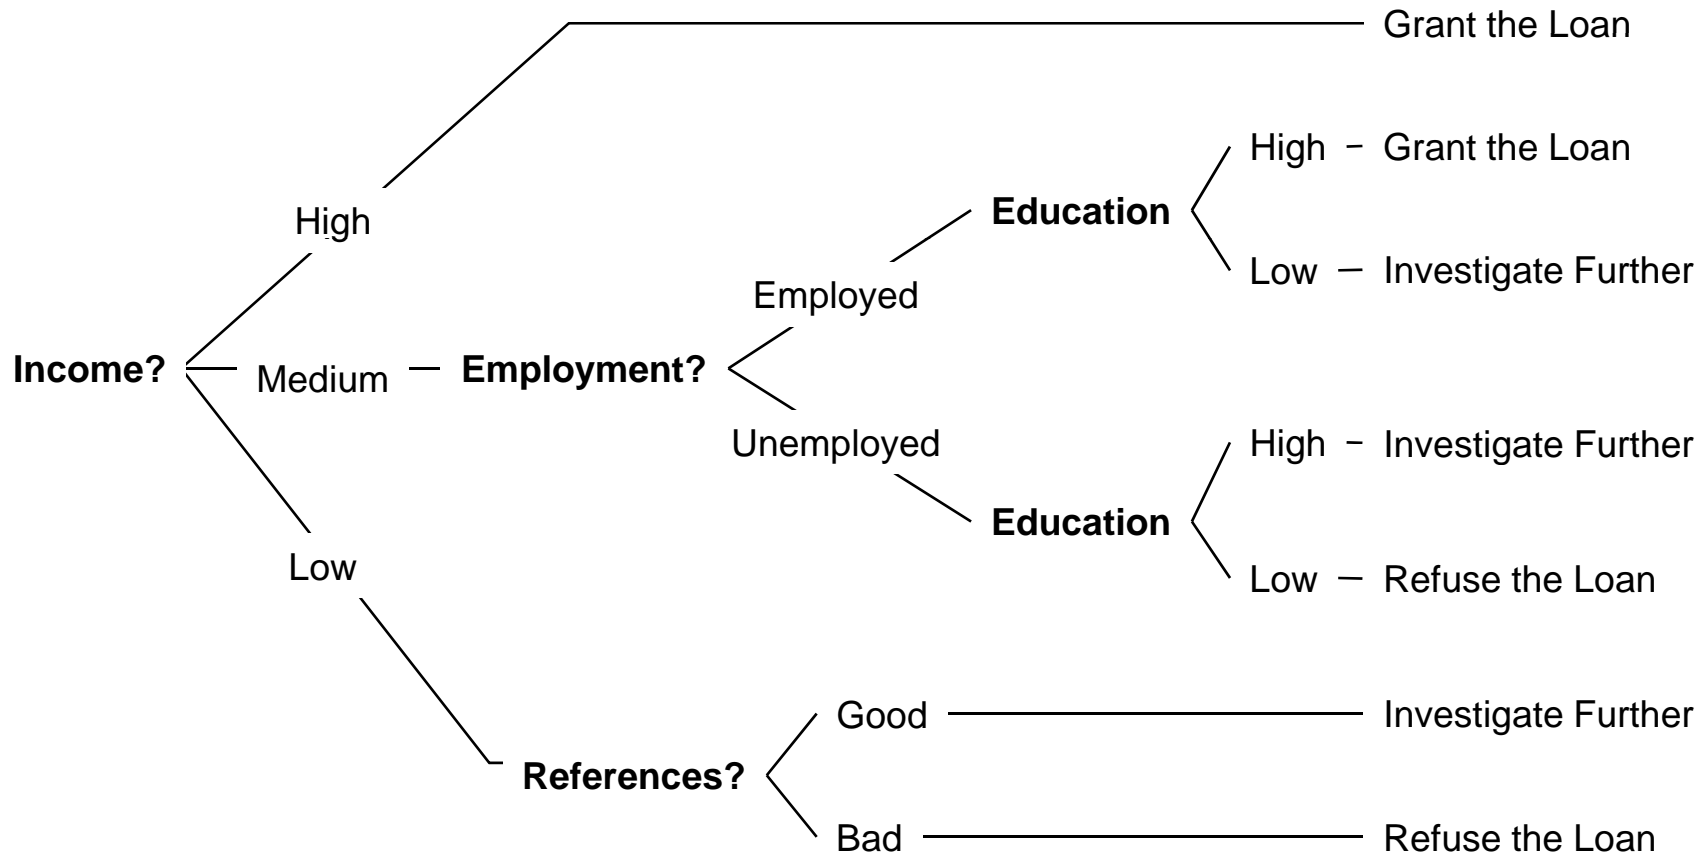 Grant the Loan
High – Grant the Loan
High
Education
Low – Investigate Further
Employed
Income?
Medium
Employment?
Unemployed
High – Investigate Further
Education
Low
Low – Refuse the Loan
Good
Investigate Further
References?
Bad
Refuse the Loan